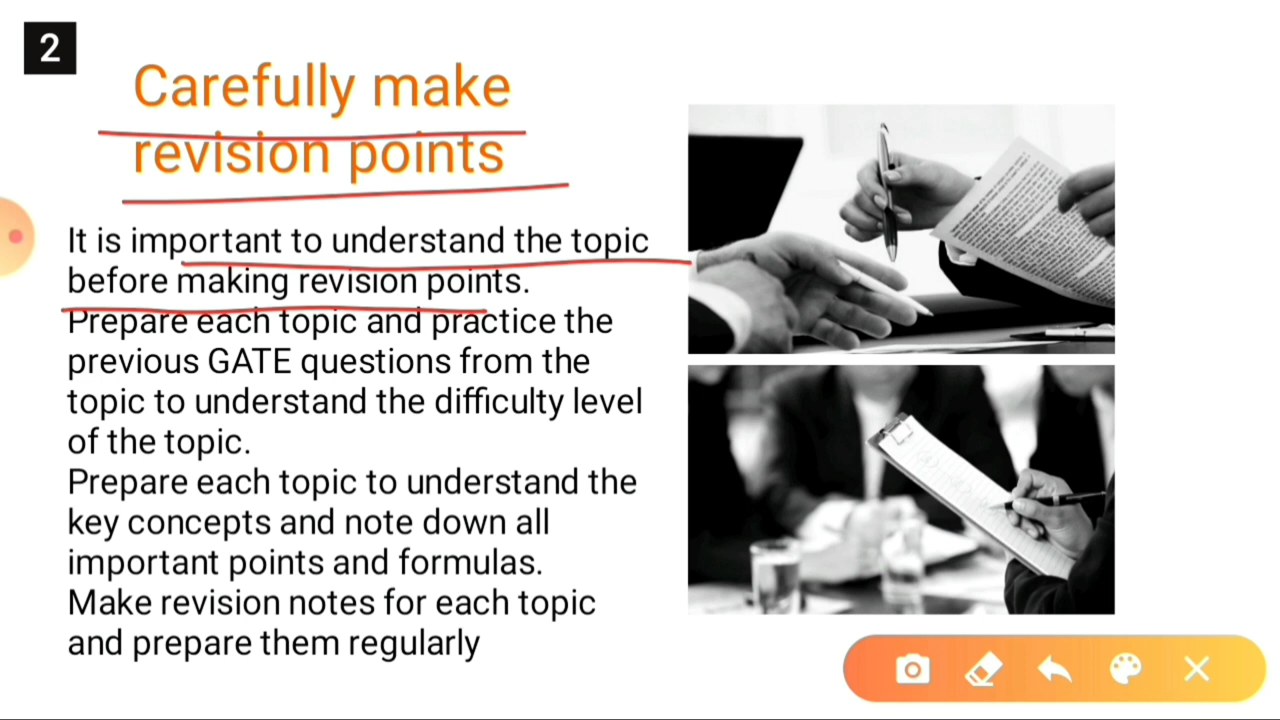 2
Carefully make
revision points
It is important to understand the topic
before making revision points.
Prepare each topic and practice the
previous GATE questions from the
topic to understand the difficulty level
of the topic.
Prepare each topic to understand the
key concepts and note down all
important points and formulas.
Make revision notes for each topic
and prepare them regularly